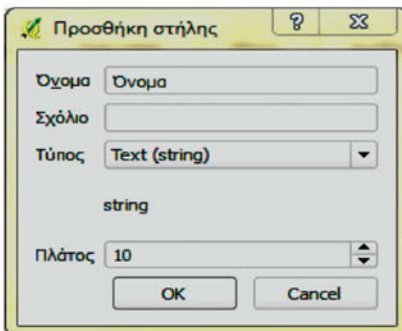 Προσθήκη στήλης
Όνομα Όνομα
Σχόλιο
Τύπος Text (string)
string
Πλάτος 10
OK Cancel